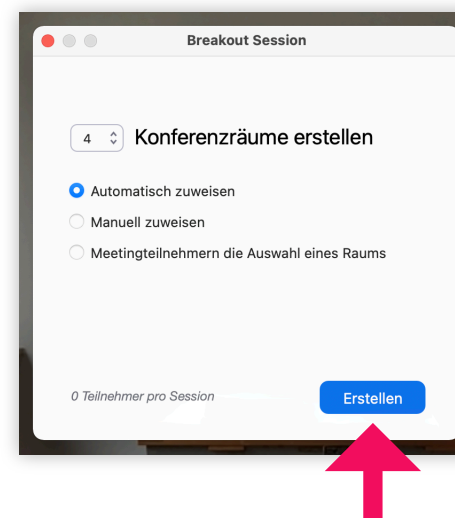 Breakout Session
4 Konferenzräume erstellen
Automatisch zuweisen
Manuell zuweisen
Meetingteilnehmern die Auswahl eines Raums
0 Teilnehmer pro Session
Erstellen